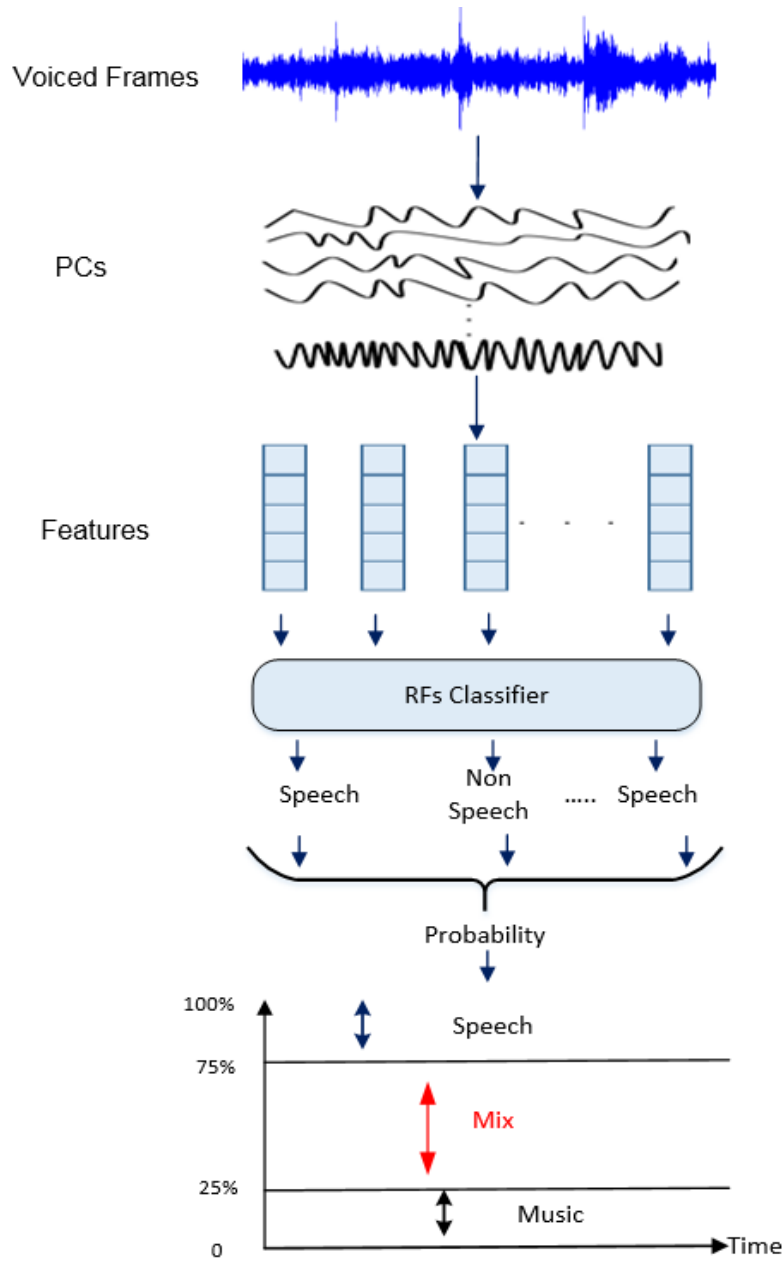 Voiced Frames
PCs
Features
. . .
RFs Classifier
Speech
Non
Speech
.....
Speech
Probability
100%
Speech
75%
Mix
25%
Music
0
Time